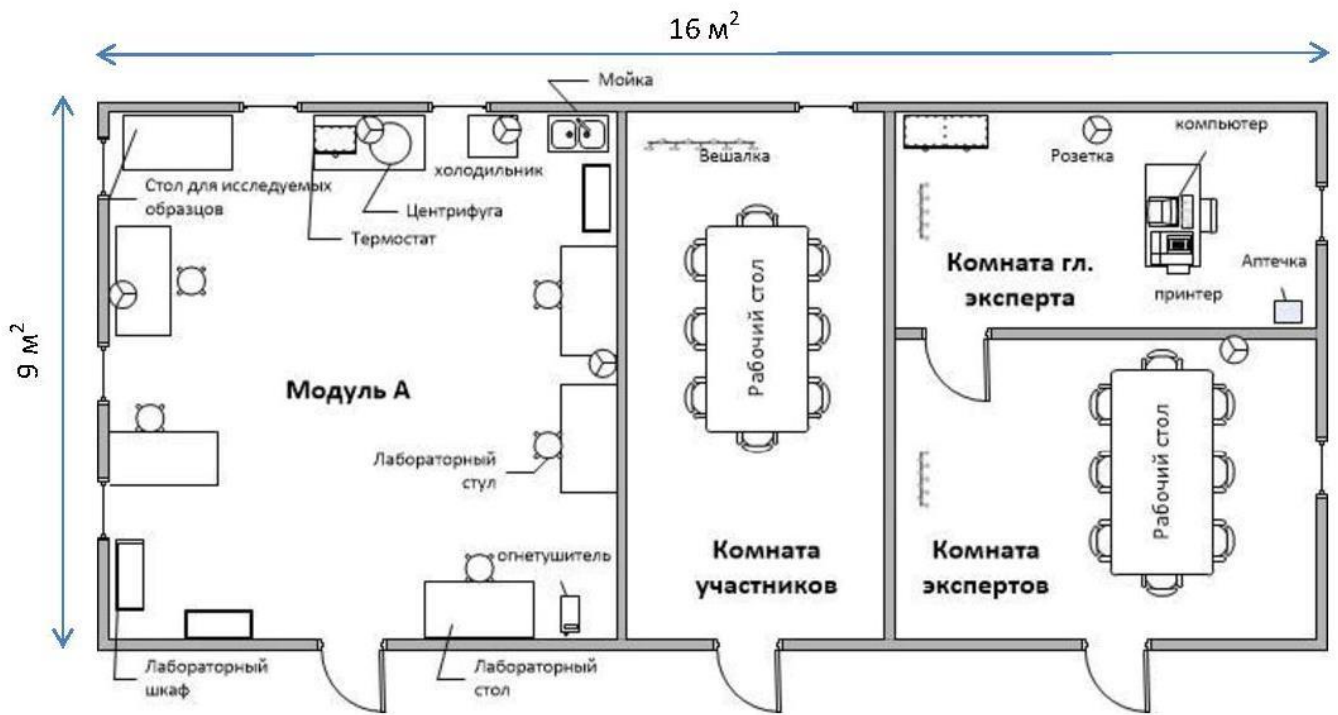 16 м²
9 м²
Мойка
Вешалка
компьютер
Розетка
холодильник
Стол для исследуемых
образцов
Центрифуга
Термостат
Комната гл.
эксперта
Аптечка
принтер
Рабочий стол
Модуль А
Лабораторный
стул
Рабочий стол
огнетушитель
Комната
участников
Комната
экспертов
Лабораторный
шкаф
Лабораторный
стол